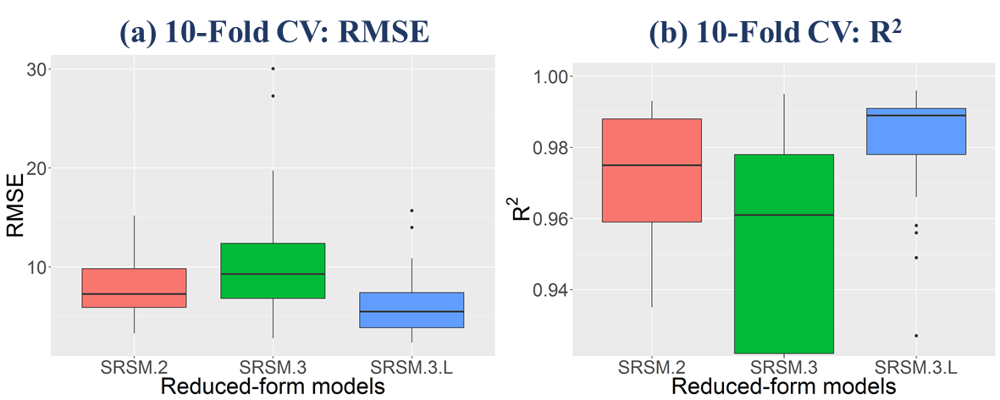 (a) 10-Fold CV: RMSE
30
20
10
RMSE
SRSM.2 SRSM.3 SRSM.3.L
Reduced-form models
(b) 10-Fold CV: R²
1.00
0.98
0.96
0.94
R²
SRSM.2 SRSM.3 SRSM.3.L
Reduced-form models